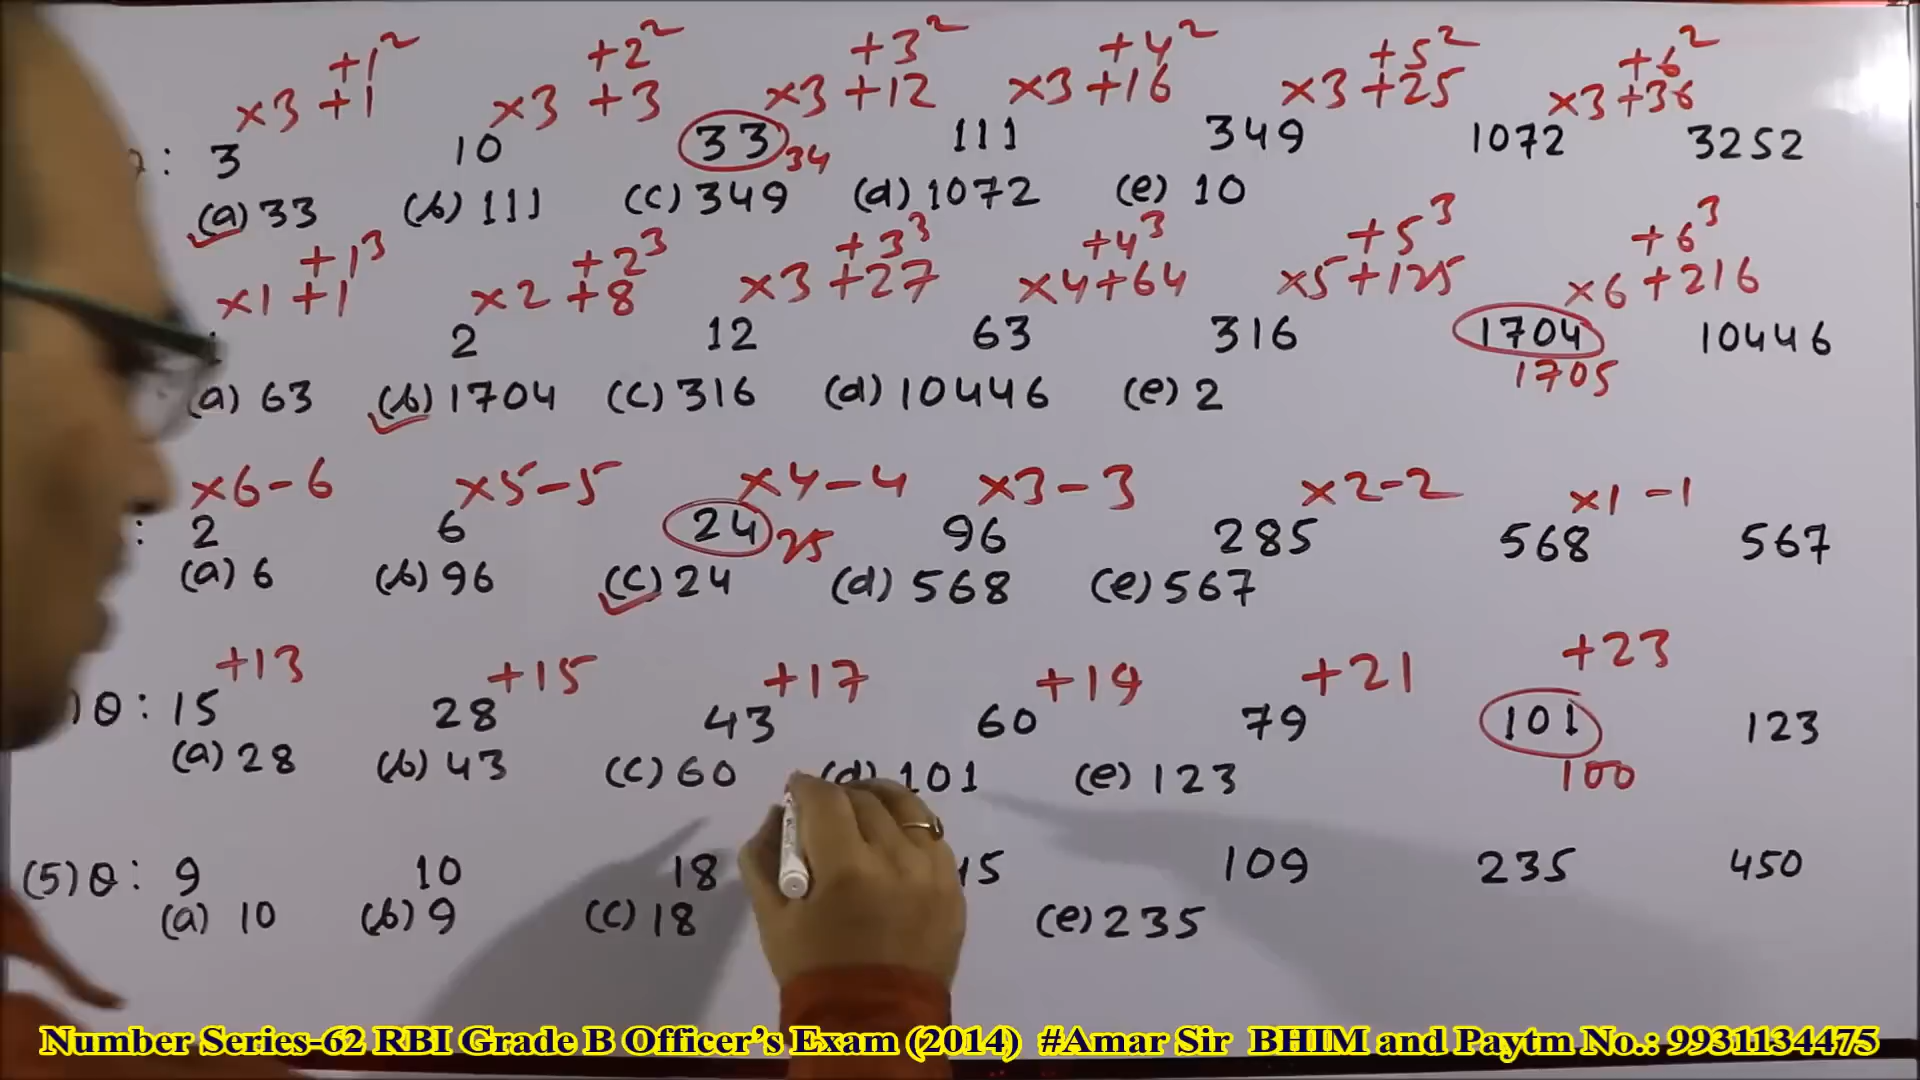 +1² +2² +3² +4² +5² +6²
×3 +1 ×3 +3 ×3 +12 ×3 +16 ×3 +25 ×3 +36
: 3 10 33 34 111 349 1072 3252
(a) 33 (b) 111 (c) 349 (d) 1072 (e) 10
+1³ +2³ +3³ +4³ +5³ +6³
×1 +1 ×2 +8 ×3 +27 ×4+64 ×5+125 ×6 +216
2 12 63 316 1704 10446
1705
(a) 63 (b) 1704 (c) 316 (d) 10446 (e) 2
×6-6 ×5-5 ×4-4 ×3-3 ×2-2 ×1 -1
: 2 6 24 25 96 285 568 567
(a) 6 (b) 96 (c) 24 (d) 568 (e) 567
+13 +15 +17 +19 +21 +23
)Q: 15 28 43 60 79 101 123
100
(a) 28 (b) 43 (c) 60 (d) 101 (e) 123
(5)Q: 9 10 18 109 235 450
(a) 10 (b) 9 (c) 18 (e) 235
Number Series-62 RBI Grade B Officer's Exam (2014) #Amar Sir BHIM and Paytm No.: 9931134475